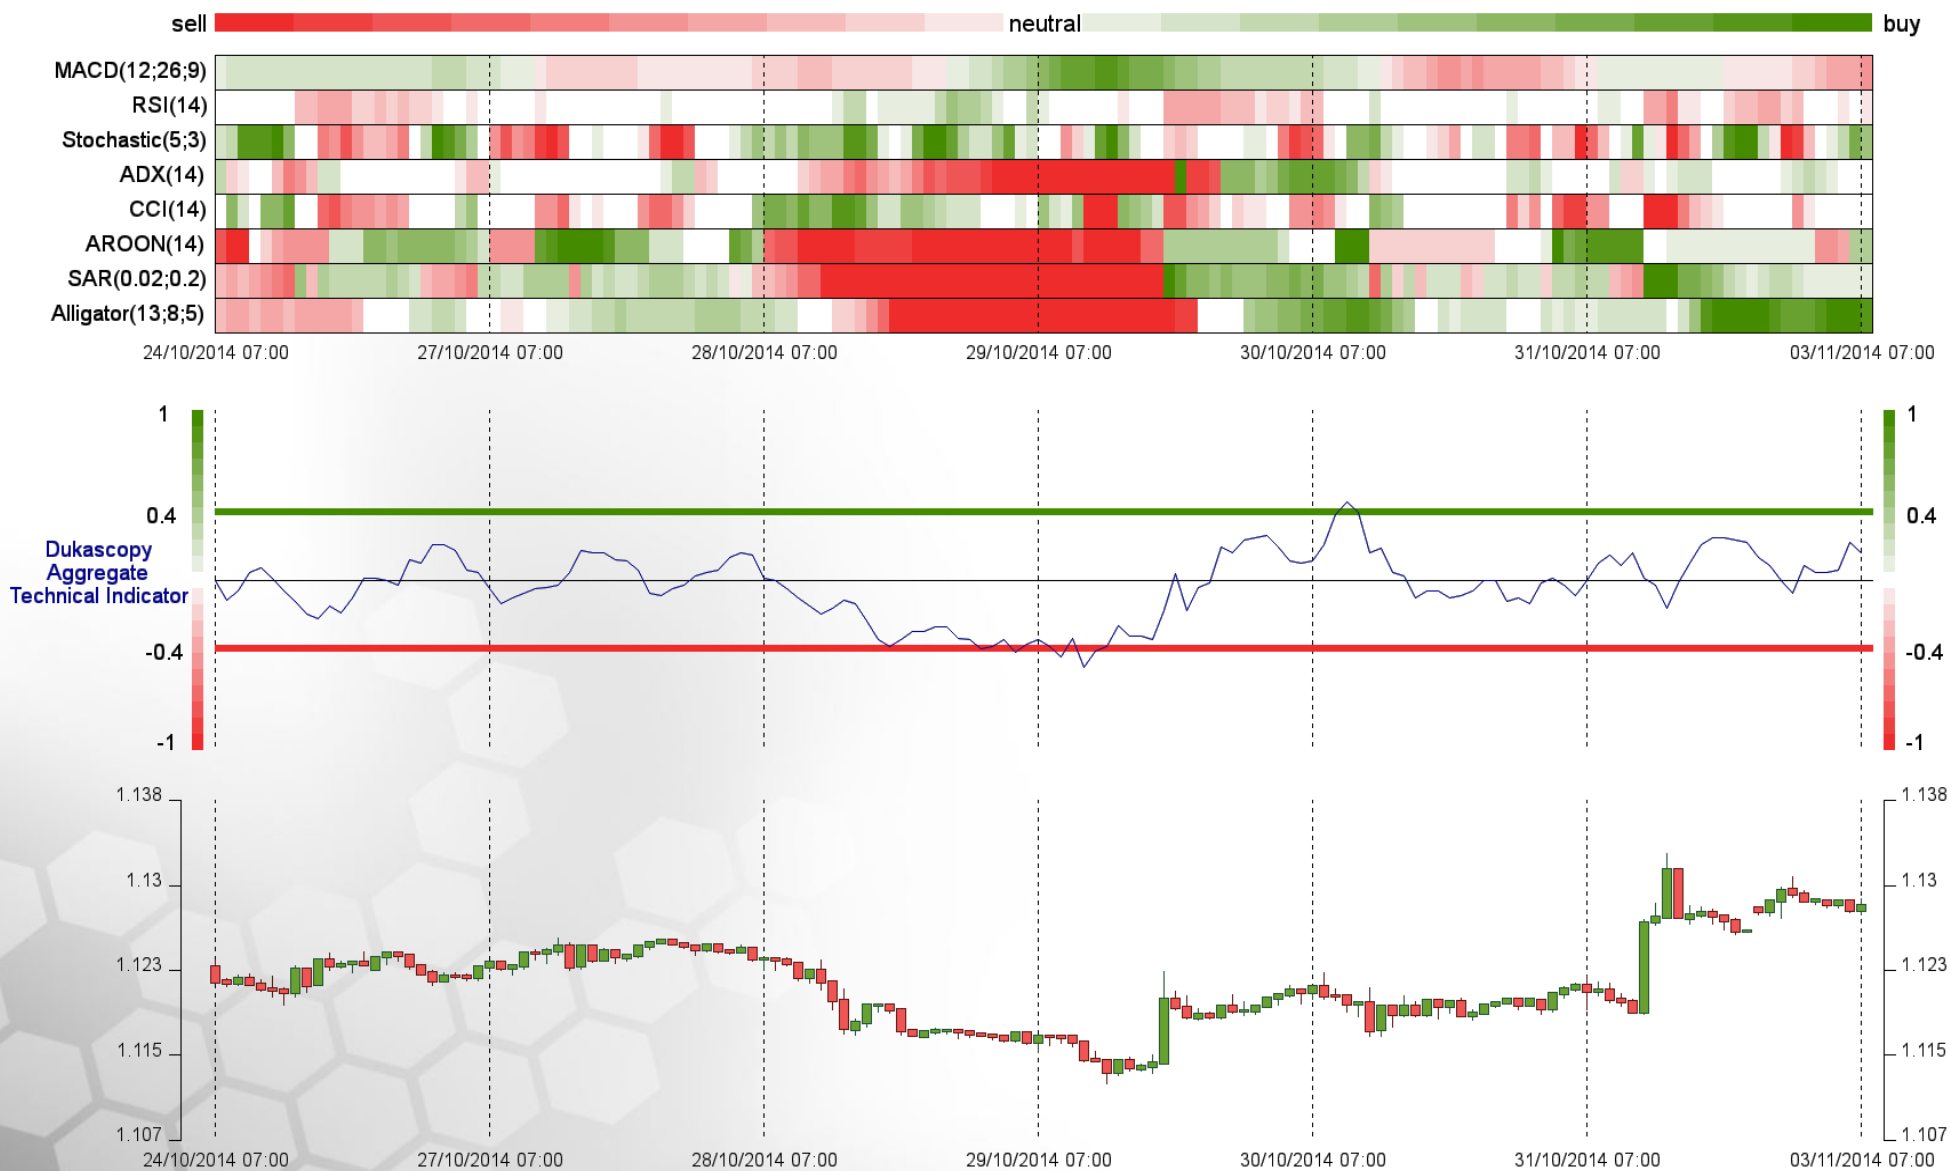 sell neutral buy
MACD(12;26;9)
RSI(14)
Stochastic(5;3)
ADX(14)
CCI(14)
AROON(14)
SAR(0.02;0.2)
Alligator(13;8;5)
24/10/2014 07:00 27/10/2014 07:00 28/10/2014 07:00 29/10/2014 07:00 30/10/2014 07:00 31/10/2014 07:00 03/11/2014 07:00
1 1
0.4 0.4
Dukascopy
Aggregate
Technical Indicator
-0.4 -0.4
-1 -1
1.138 1.138
1.13 1.13
1.123 1.123
1.115 1.115
1.107 1.107
24/10/2014 07:00 27/10/2014 07:00 28/10/2014 07:00 29/10/2014 07:00 30/10/2014 07:00 31/10/2014 07:00 03/11/2014 07:00